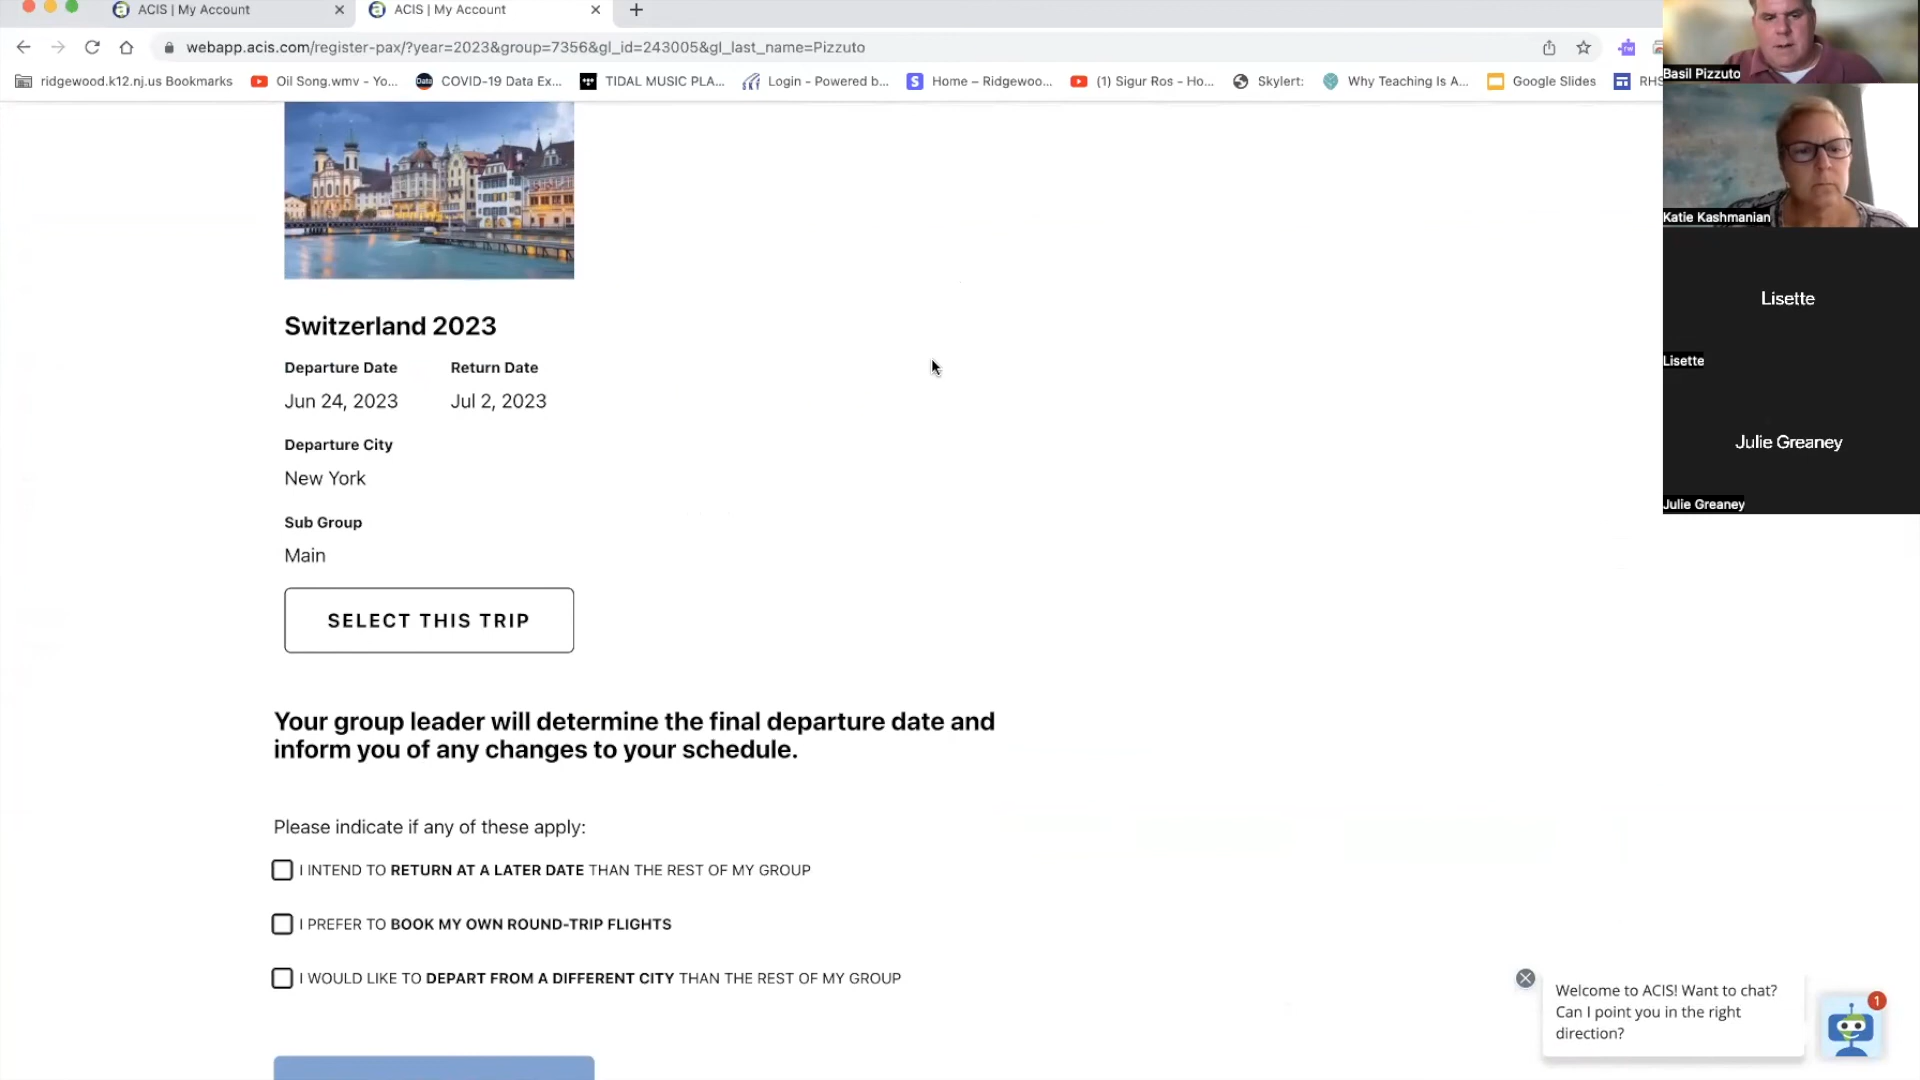 ACIS | My Account
ACIS | My Account
webapp.acis.com/register-pax/?year=2023&group=7356&gl_id=243005&gl_last_name=Pizzuto
ridgewood.k12.nj.us Bookmarks
Oil Song.wmv - Yo...
COVID-19 Data Ex...
TIDAL MUSIC PLA...
Login - Powered b...
Home – Ridgewoo...
(1) Sigur Ros - Ho...
Skylert:
Why Teaching Is A...
Google Slides
RHS
Basil Pizzuto
Katie Kashmanian
Lisette
Lisette
Julie Greaney
Julie Greaney
Switzerland 2023
Departure Date Return Date
Jun 24, 2023 Jul 2, 2023
Departure City
New York
Sub Group
Main
SELECT THIS TRIP
Your group leader will determine the final departure date and
inform you of any changes to your schedule.
Please indicate if any of these apply:
I INTEND TO RETURN AT A LATER DATE THAN THE REST OF MY GROUP
I PREFER TO BOOK MY OWN ROUND-TRIP FLIGHTS
I WOULD LIKE TO DEPART FROM A DIFFERENT CITY THAN THE REST OF MY GROUP
Welcome to ACIS! Want to chat?
Can I point you in the right
direction?
1